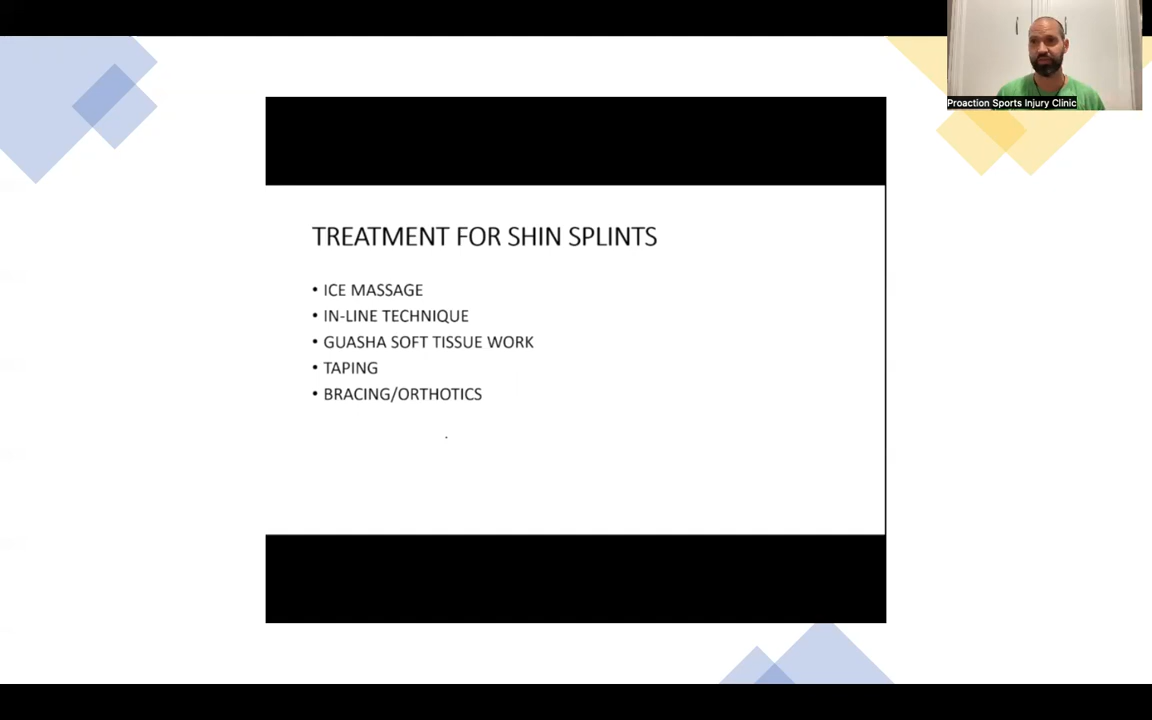 Proaction Sports Injury Clinic
TREATMENT FOR SHIN SPLINTS
• ICE MASSAGE
• IN-LINE TECHNIQUE
• GUASHA SOFT TISSUE WORK
• TAPING
• BRACING/ORTHOTICS